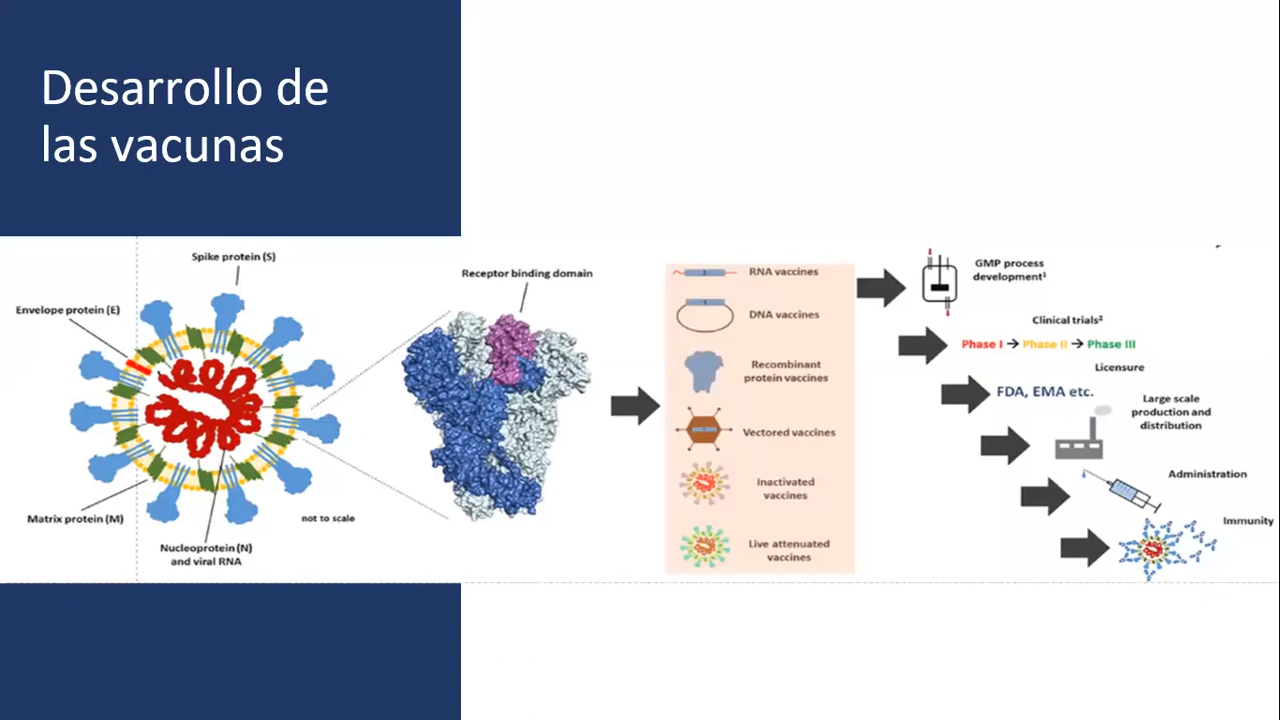 Desarrollo de
las vacunas
Spike protein (S)
Envelope protein (E)
Matrix protein (M)
Nucleoprotein (N)
and viral RNA
not to scale
Receptor binding domain
RNA vaccines
DNA vaccines
Recombinant
protein vaccines
Vectored vaccines
Inactivated
vaccines
Live attenuated
vaccines
GMP process
development¹
Clinical trials²
Phase I → Phase II → Phase III
Licensure
FDA, EMA etc.
Large scale
production and
distribution
Administration
Immunity